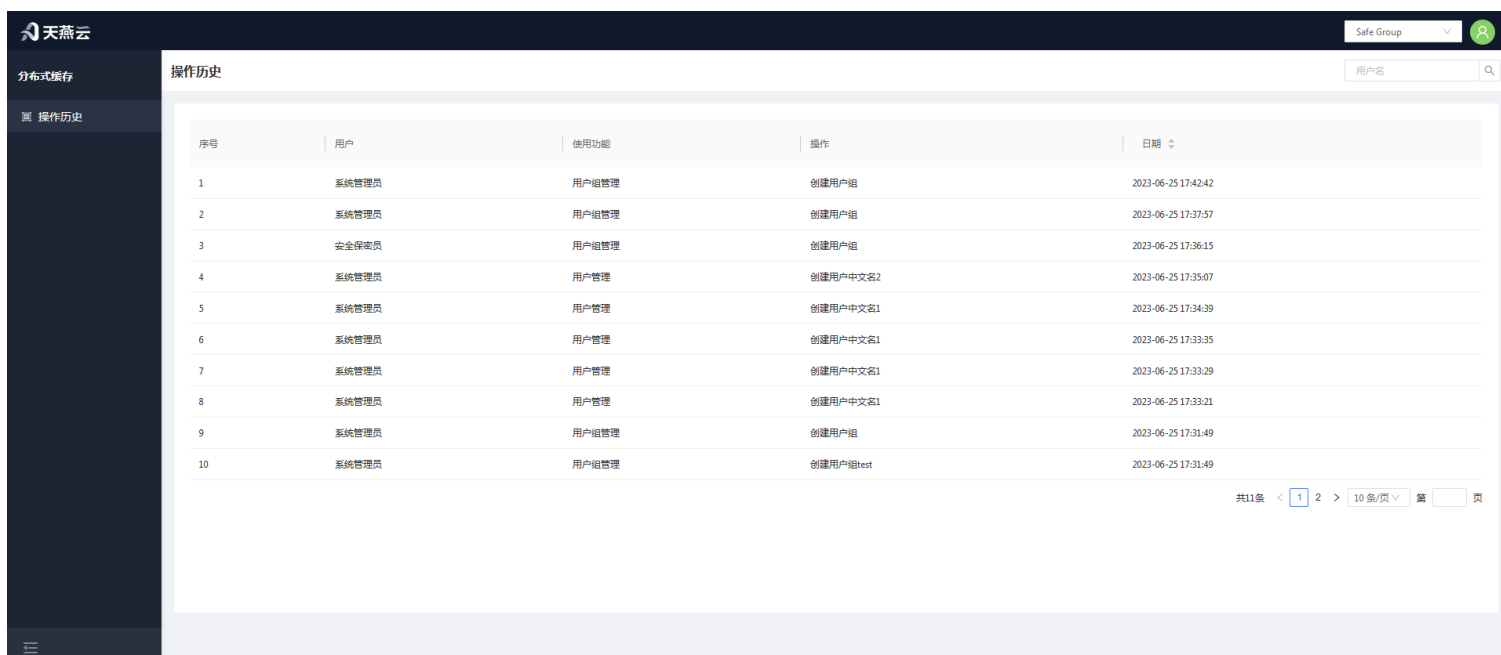 天燕云 Safe Group
分布式缓存 操作历史 用户名
操作历史
序号 用户 使用功能 操作 日期
1 系统管理员 用户组管理 创建用户组 2023-06-25 17:42:42
2 系统管理员 用户组管理 创建用户组 2023-06-25 17:37:57
3 安全保密员 用户组管理 创建用户组 2023-06-25 17:36:15
4 系统管理员 用户管理 创建用户中文名2 2023-06-25 17:35:07
5 系统管理员 用户管理 创建用户中文名1 2023-06-25 17:34:39
6 系统管理员 用户管理 创建用户中文名1 2023-06-25 17:33:35
7 系统管理员 用户管理 创建用户中文名1 2023-06-25 17:33:29
8 系统管理员 用户管理 创建用户中文名1 2023-06-25 17:33:21
9 系统管理员 用户组管理 创建用户组 2023-06-25 17:31:49
10 系统管理员 用户组管理 创建用户组test 2023-06-25 17:31:49
共11条 < 1 2 > 10 条/页 第 页